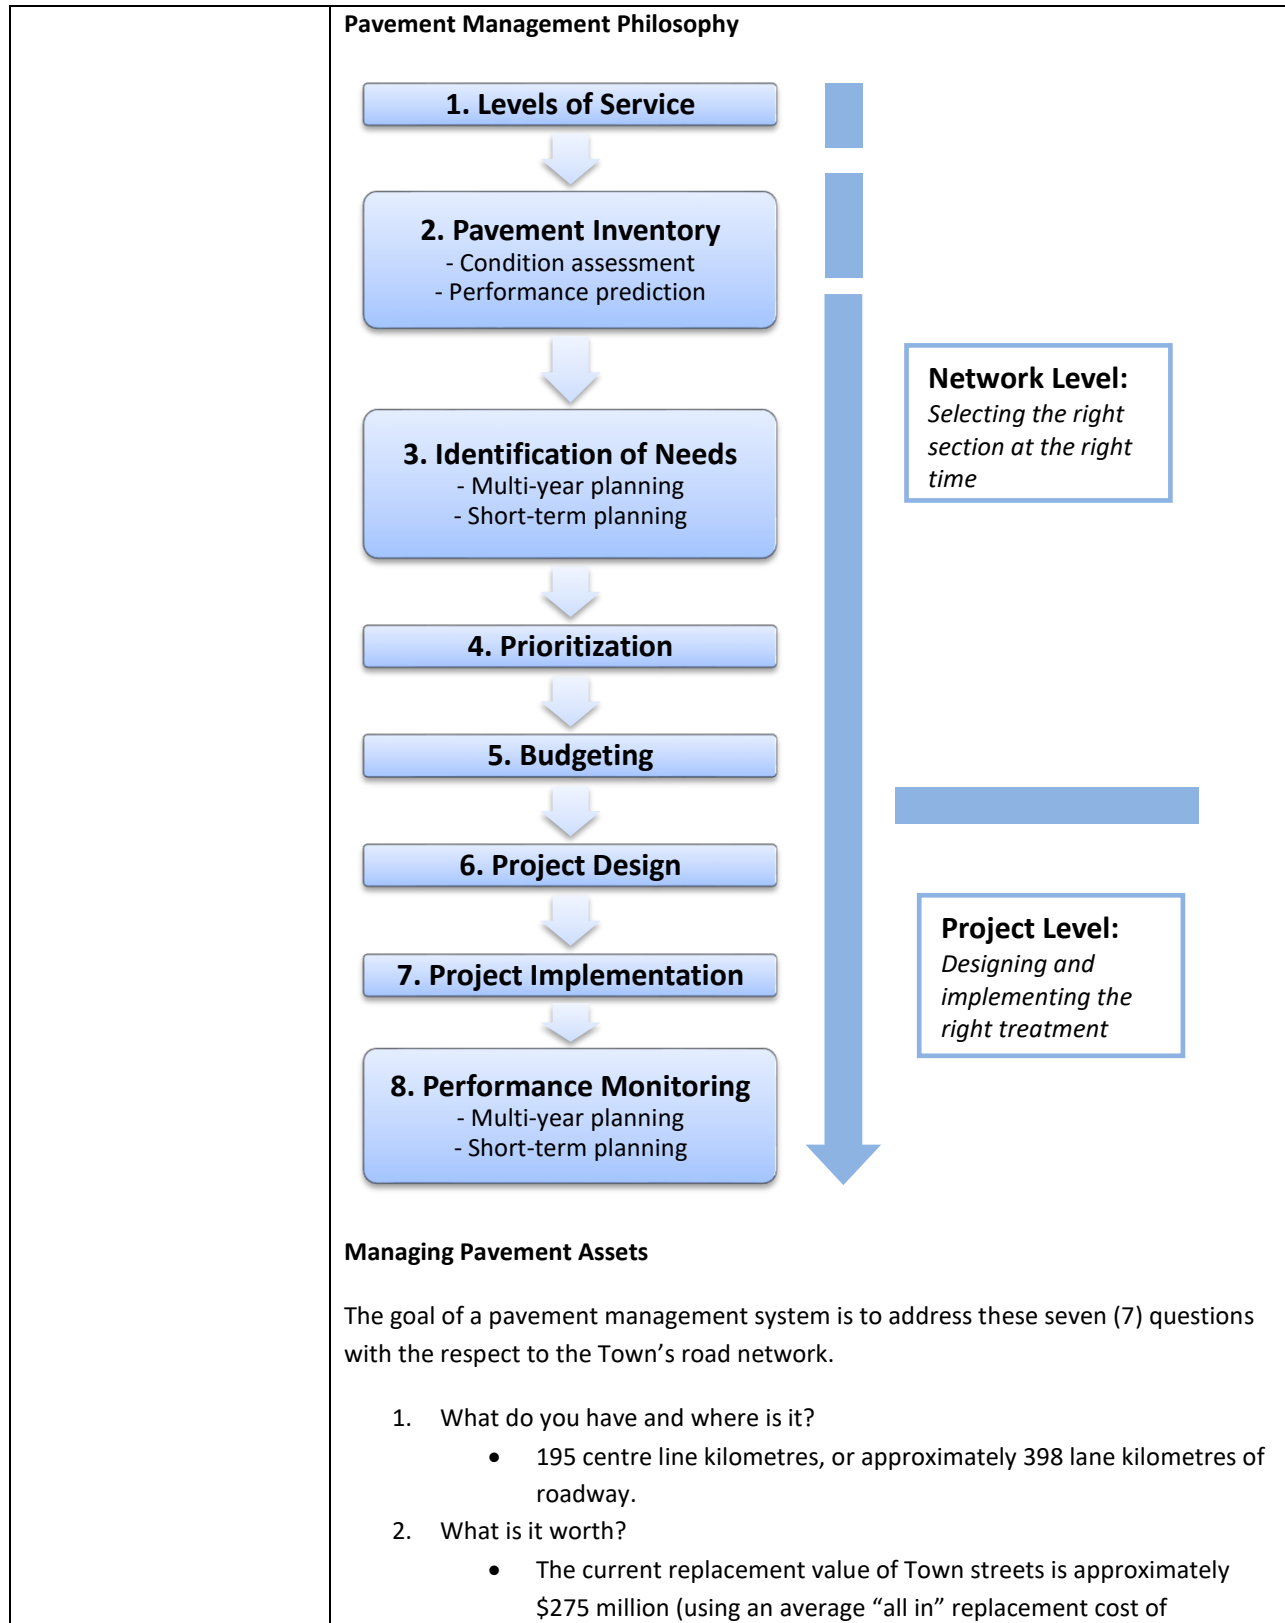 Pavement Management Philosophy
1. Levels of Service
2. Pavement Inventory
- Condition assessment
- Performance prediction
3. Identification of Needs
- Multi-year planning
- Short-term planning
4. Prioritization
5. Budgeting
6. Project Design
7. Project Implementation
8. Performance Monitoring
- Multi-year planning
- Short-term planning
Network Level:
Selecting the right
section at the right
time
Project Level:
Designing and
implementing the
right treatment
Managing Pavement Assets
The goal of a pavement management system is to address these seven (7) questions
with the respect to the Town’s road network.
1. What do you have and where is it?
• 195 centre line kilometres, or approximately 398 lane kilometres of
roadway.
2. What is it worth?
• The current replacement value of Town streets is approximately
$275 million (using an average “all in” replacement cost of